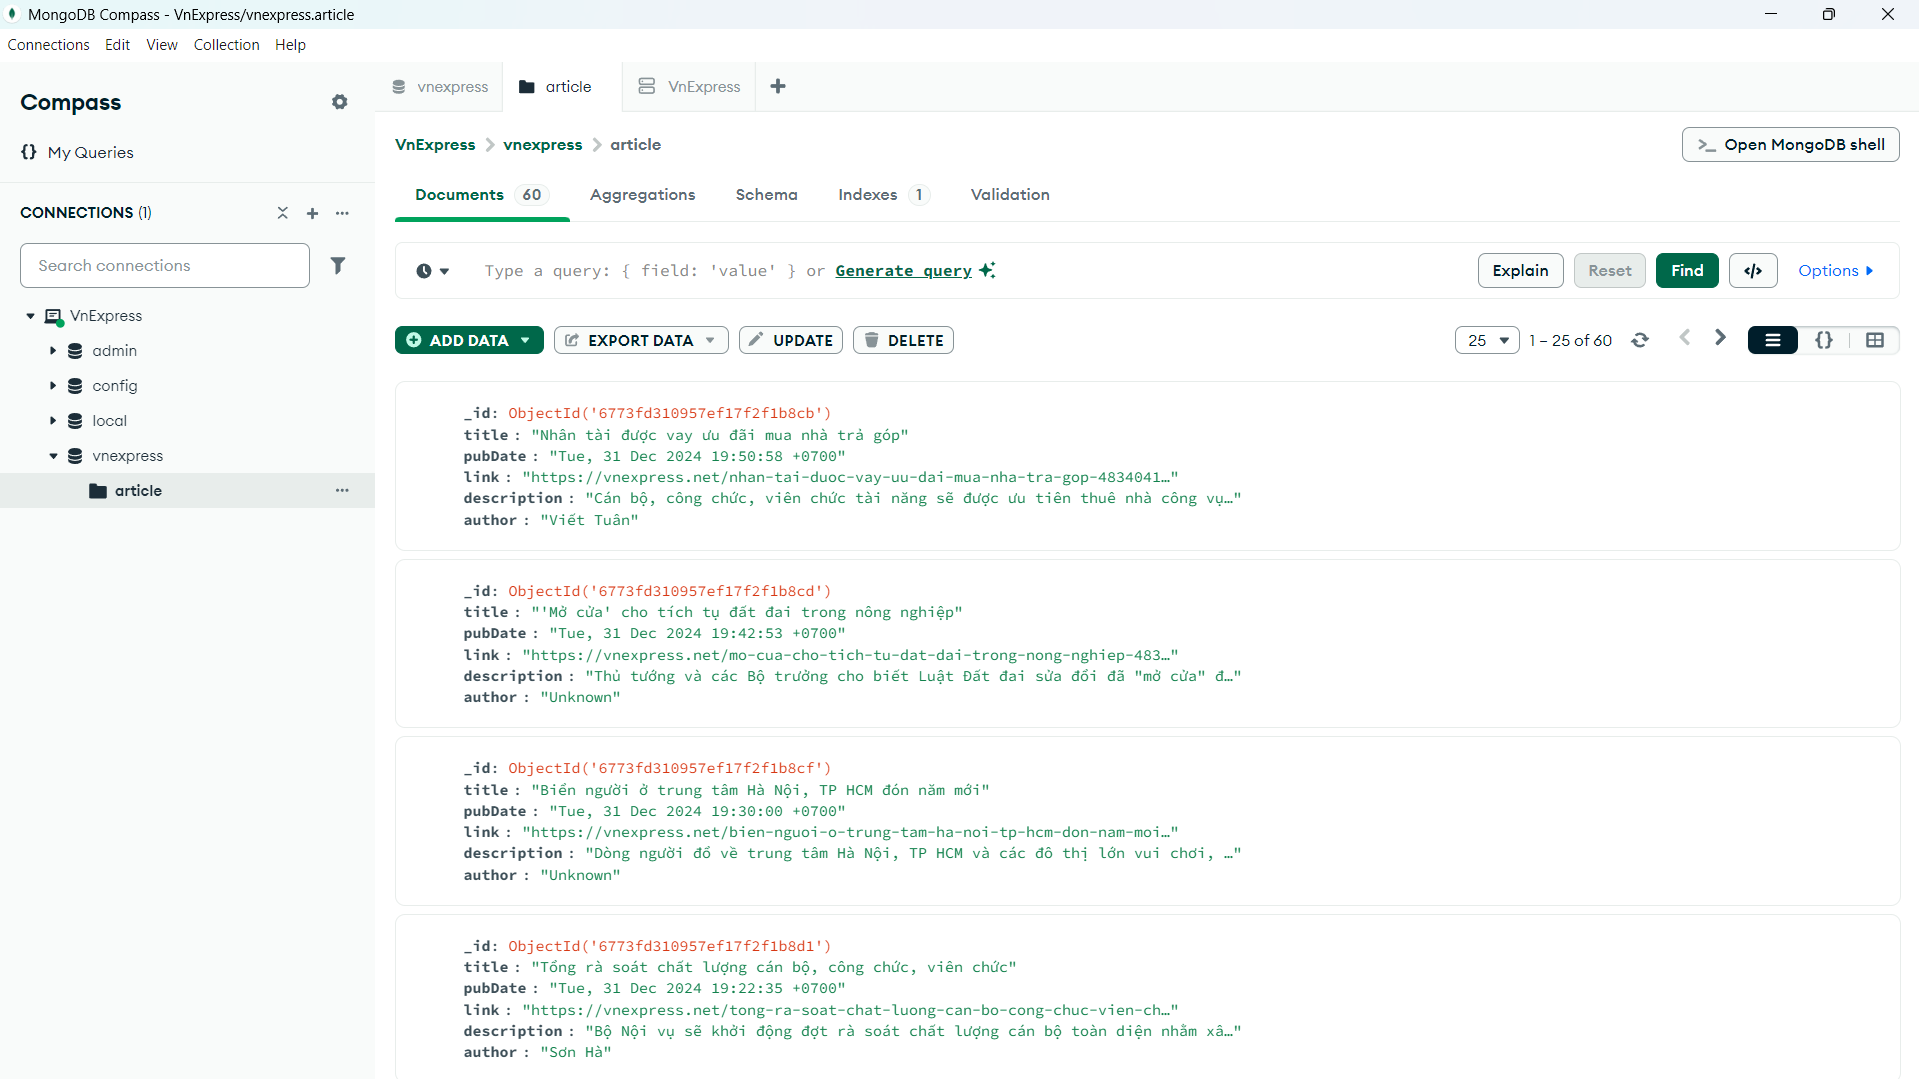 MongoDB Compass - VnExpress/vnexpress.article
Connections Edit View Collection Help
Compass
{} My Queries
CONNECTIONS (1)
Search connections
VnExpress
admin
config
local
vnexpress
article
vnexpress
article
VnExpress
VnExpress > vnexpress > article
>_ Open MongoDB shell
Documents 60 Aggregations Schema Indexes 1 Validation
Type a query: { field: 'value' } or Generate query
Explain Reset Find </> Options
ADD DATA EXPORT DATA UPDATE DELETE
25 1 – 25 of 60 {}
_id: ObjectId('6773fd310957ef17f2f1b8cb')
title : "Nhân tài được vay ưu đãi mua nhà trả góp"
pubDate : "Tue, 31 Dec 2024 19:50:58 +0700"
link : "https://vnexpress.net/nhan-tai-duoc-vay-uu-dai-mua-nha-tra-gop-4834041…"
description : "Cán bộ, công chức, viên chức tài năng sẽ được ưu tiên thuê nhà công vụ…"
author : "Viết Tuân"
_id: ObjectId('6773fd310957ef17f2f1b8cd')
title : "'Mở cửa' cho tích tụ đất đai trong nông nghiệp"
pubDate : "Tue, 31 Dec 2024 19:42:53 +0700"
link : "https://vnexpress.net/mo-cua-cho-tich-tu-dat-dai-trong-nong-nghiep-483…"
description : "Thủ tướng và các Bộ trưởng cho biết Luật Đất đai sửa đổi đã "mở cửa" đ…"
author : "Unknown"
_id: ObjectId('6773fd310957ef17f2f1b8cf')
title : "Biển người ở trung tâm Hà Nội, TP HCM đón năm mới"
pubDate : "Tue, 31 Dec 2024 19:30:00 +0700"
link : "https://vnexpress.net/bien-nguoi-o-trung-tam-ha-noi-tp-hcm-don-nam-moi…"
description : "Dòng người đổ về trung tâm Hà Nội, TP HCM và các đô thị lớn vui chơi, …"
author : "Unknown"
_id: ObjectId('6773fd310957ef17f2f1b8d1')
title : "Tổng rà soát chất lượng cán bộ, công chức, viên chức"
pubDate : "Tue, 31 Dec 2024 19:22:35 +0700"
link : "https://vnexpress.net/tong-ra-soat-chat-luong-can-bo-cong-chuc-vien-ch…"
description : "Bộ Nội vụ sẽ khởi động đợt rà soát chất lượng cán bộ toàn diện nhằm xâ…"
author : "Sơn Hà"